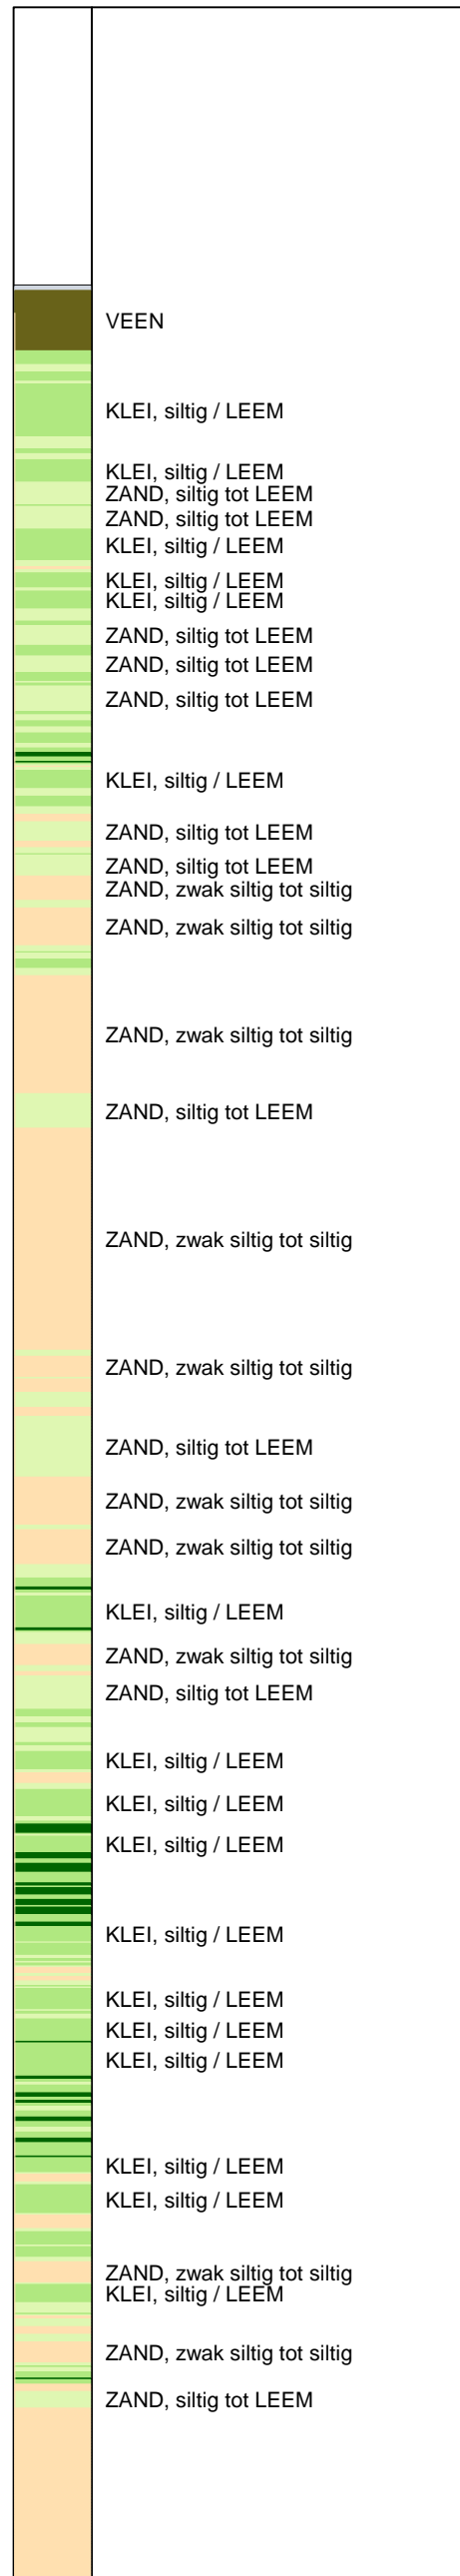 VEEN
KLEI, siltig / LEEM
KLEI, siltig / LEEM
ZAND, siltig tot LEEM
ZAND, siltig tot LEEM
KLEI, siltig / LEEM
KLEI, siltig / LEEM
KLEI, siltig / LEEM
ZAND, siltig tot LEEM
ZAND, siltig tot LEEM
ZAND, siltig tot LEEM
KLEI, siltig / LEEM
ZAND, siltig tot LEEM
ZAND, siltig tot LEEM
ZAND, zwak siltig tot siltig
ZAND, zwak siltig tot siltig
ZAND, zwak siltig tot siltig
ZAND, siltig tot LEEM
ZAND, zwak siltig tot siltig
ZAND, zwak siltig tot siltig
ZAND, siltig tot LEEM
ZAND, zwak siltig tot siltig
ZAND, zwak siltig tot siltig
KLEI, siltig / LEEM
ZAND, zwak siltig tot siltig
ZAND, siltig tot LEEM
KLEI, siltig / LEEM
KLEI, siltig / LEEM
KLEI, siltig / LEEM
KLEI, siltig / LEEM
KLEI, siltig / LEEM
KLEI, siltig / LEEM
KLEI, siltig / LEEM
KLEI, siltig / LEEM
KLEI, siltig / LEEM
ZAND, zwak siltig tot siltig
KLEI, siltig / LEEM
ZAND, zwak siltig tot siltig
ZAND, siltig tot LEEM